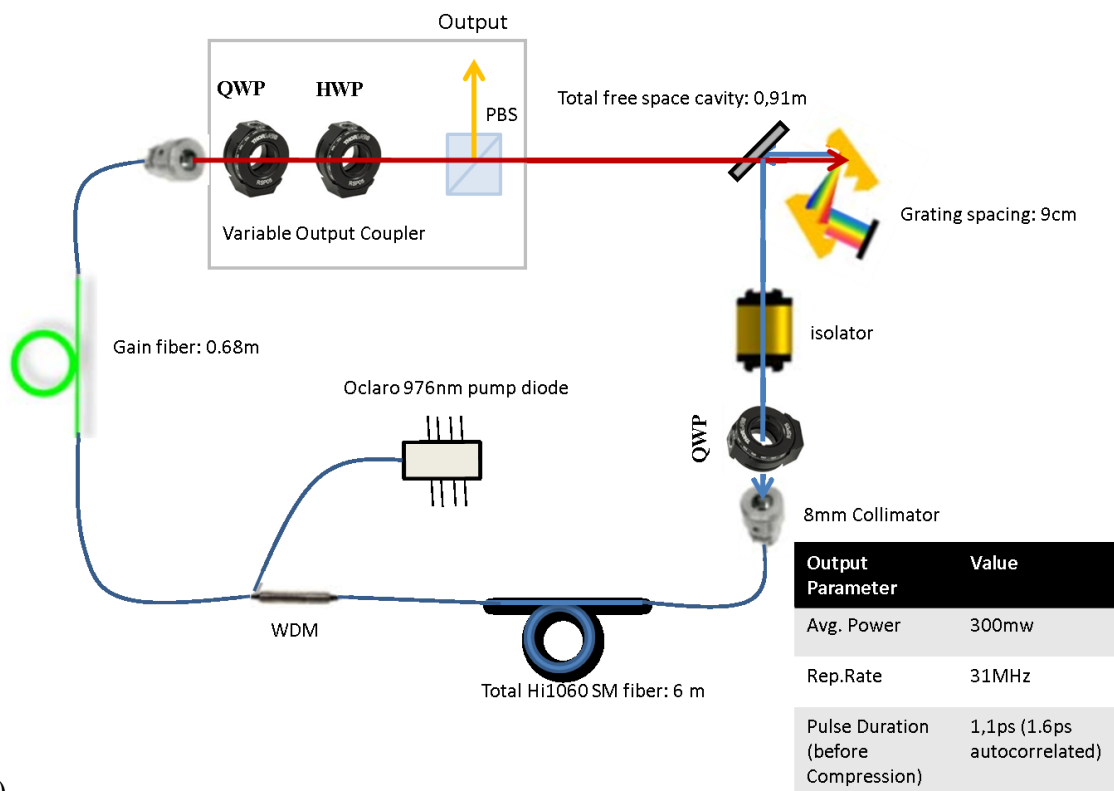 Output
QWP
HWP
PBS
Variable Output Coupler
Total free space cavity: 0,91m
Grating spacing: 9cm
Gain fiber: 0.68m
isolator
Oclaro 976nm pump diode
QWP
8mm Collimator
WDM
Total Hi1060 SM fiber: 6 m
Output Value
Parameter
Avg. Power 300mw
Rep.Rate 31MHz
Pulse Duration 1,1ps (1.6ps
(before autocorrelated)
Compression)
)